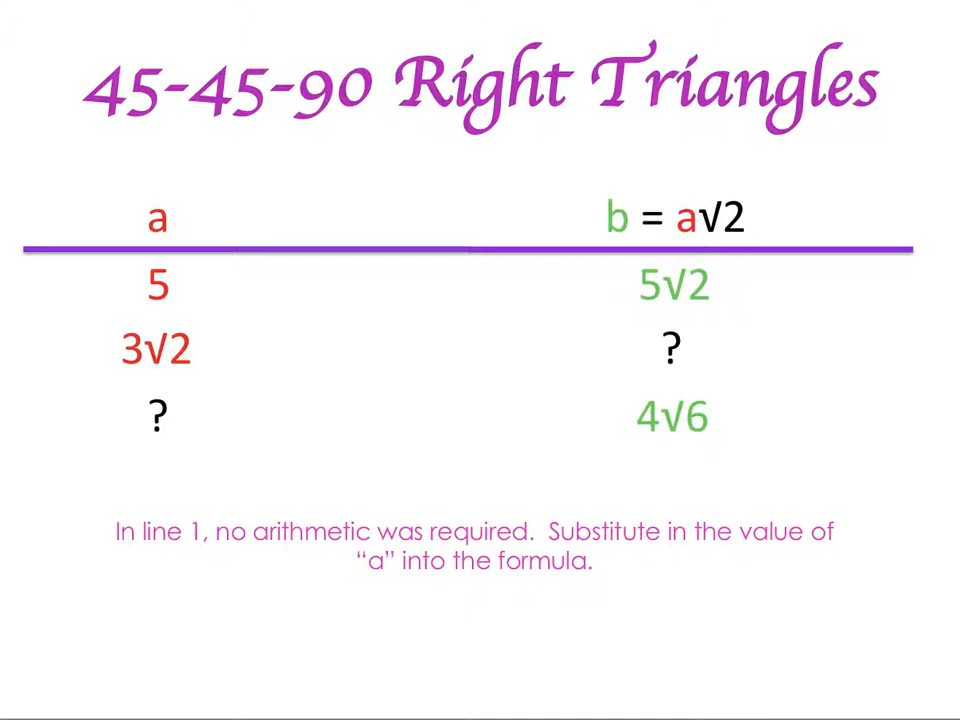 45-45-90 Right Triangles
a b = a√2
5 5√2
3√2 ?
? 4√6
In line 1, no arithmetic was required.  Substitute in the value of
“a” into the formula.